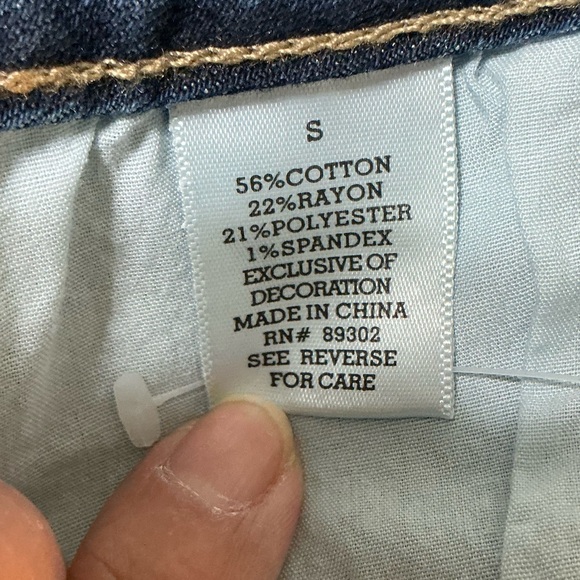 S
56%COTTON
22%RAYON
21%POLYESTER
1%SPANDEX
EXCLUSIVE OF
DECORATION
MADE IN CHINA
RN# 89302
SEE REVERSE
FOR CARE